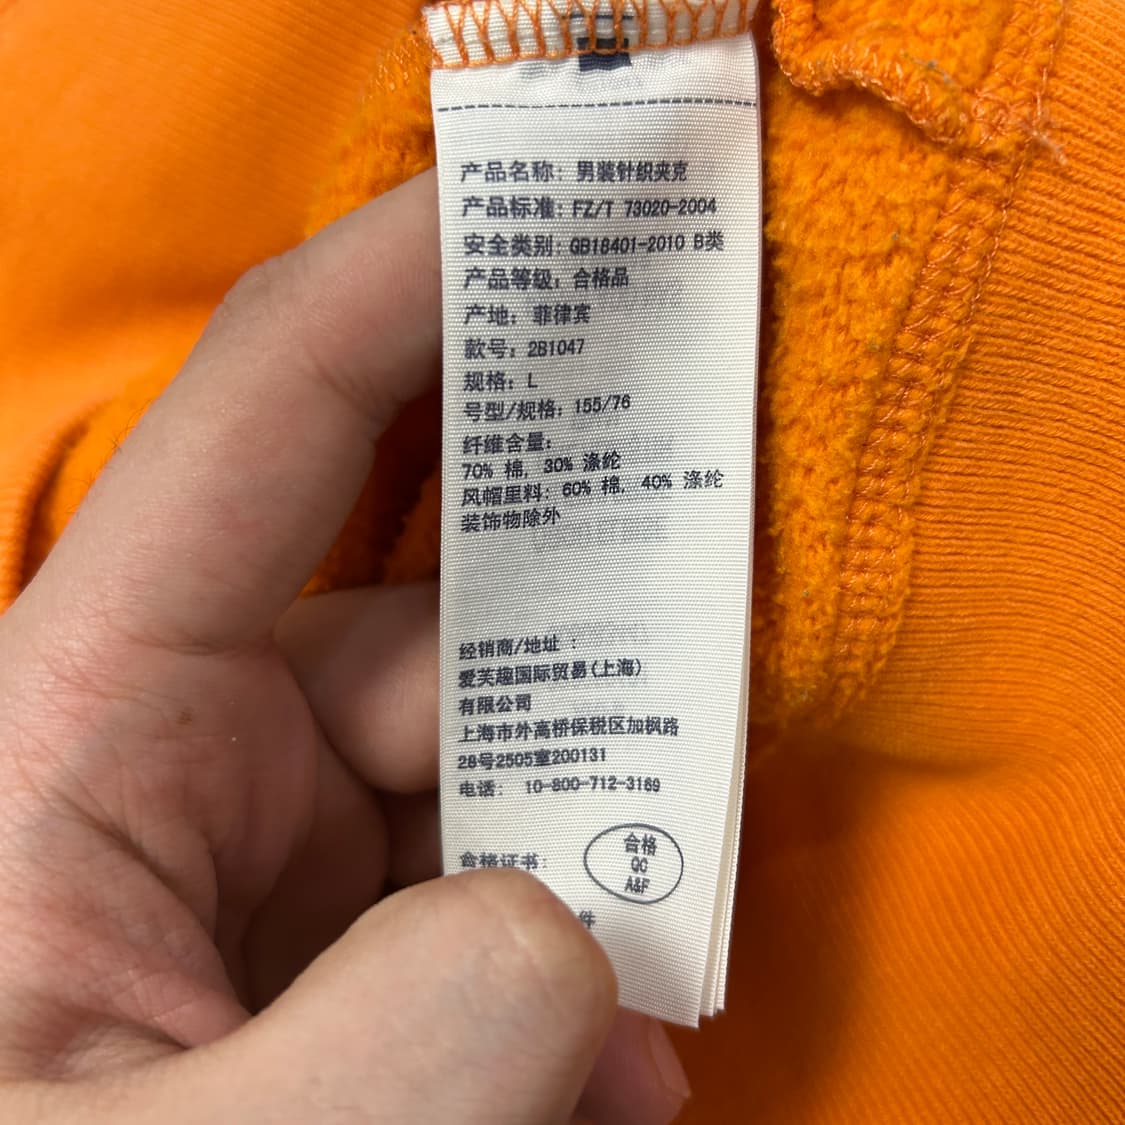 产品名称: 男装针织夹克
产品标准: FZ/T 73020-2004
安全类别: GB18401-2010 B类
产品等级: 合格品
产地: 菲律宾
款号: 2B1047
规格: L
号型/规格: 155/76
纤维含量:
70% 棉, 30% 涤纶
风帽里料: 60% 棉, 40% 涤纶
装饰物除外
经销商/地址 :
爱芙趣国际贸易(上海)
有限公司
上海市外高桥保税区加枫路
28号2505室200131
电话: 10-800-712-3169
合格证书:
合格
QC
A&F
件